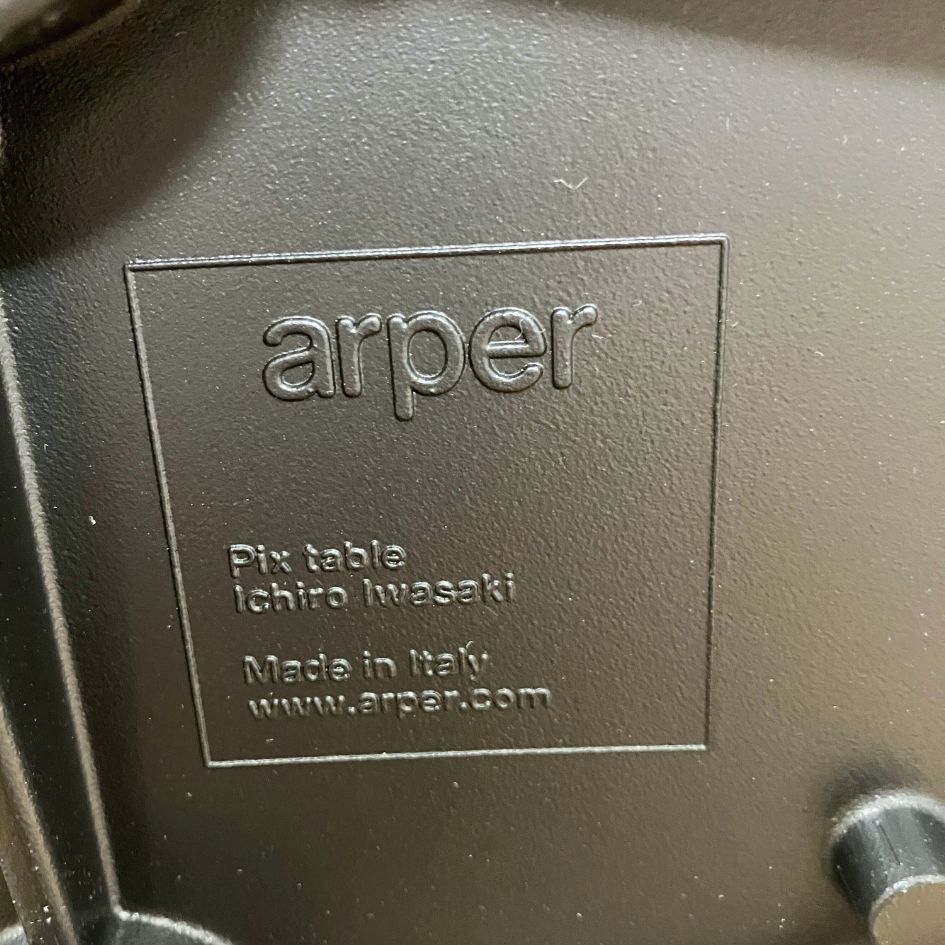 arper
Pix table
Ichiro Iwasaki
Made in Italy
www.arper.com